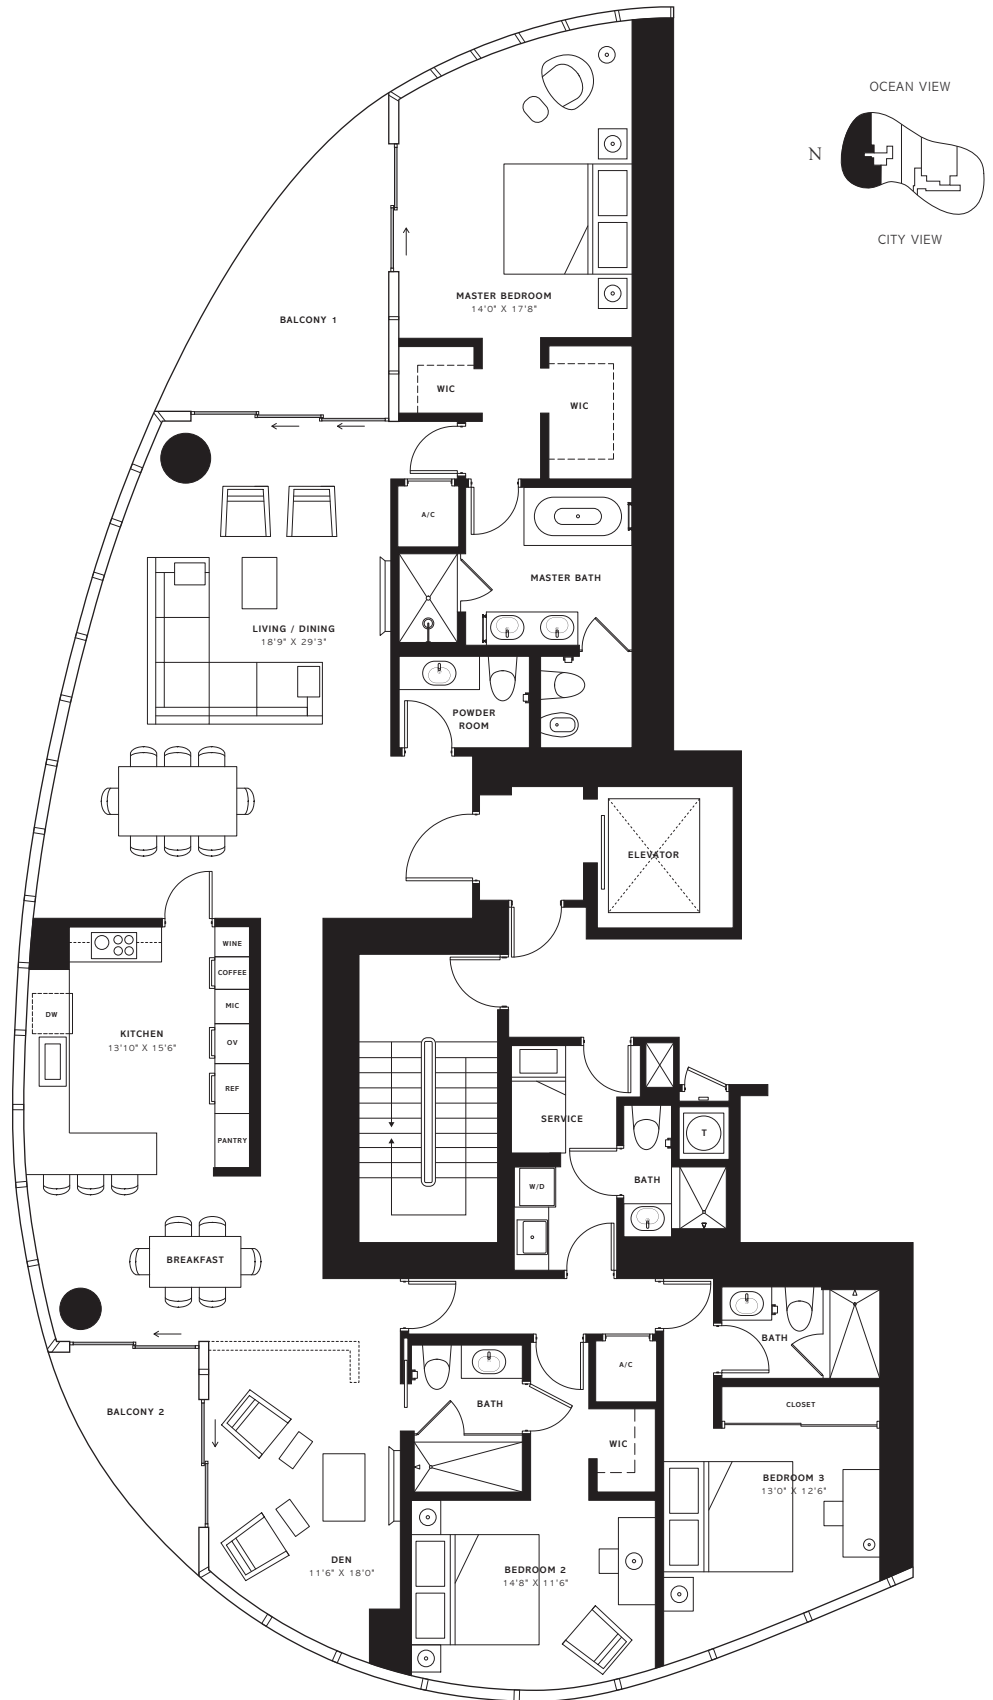 OCEAN VIEW
N
CITY VIEW
MASTER BEDROOM
14'0" X 17'8"
BALCONY 1
WIC
WIC
A/C
MASTER BATH
LIVING / DINING
18'9" X 29'3"
POWDER
ROOM
ELEVATOR
WINE
COFFEE
DW
MIC
KITCHEN
13'10" X 15'6"
OV
REF
PANTRY
SERVICE
T
BATH
W/D
BREAKFAST
BATH
A/C
BALCONY 2
BATH
CLOSET
WIC
BEDROOM 3
13'0" X 12'6"
DEN
11'6" X 18'0"
BEDROOM 2
14'8" X 11'6"